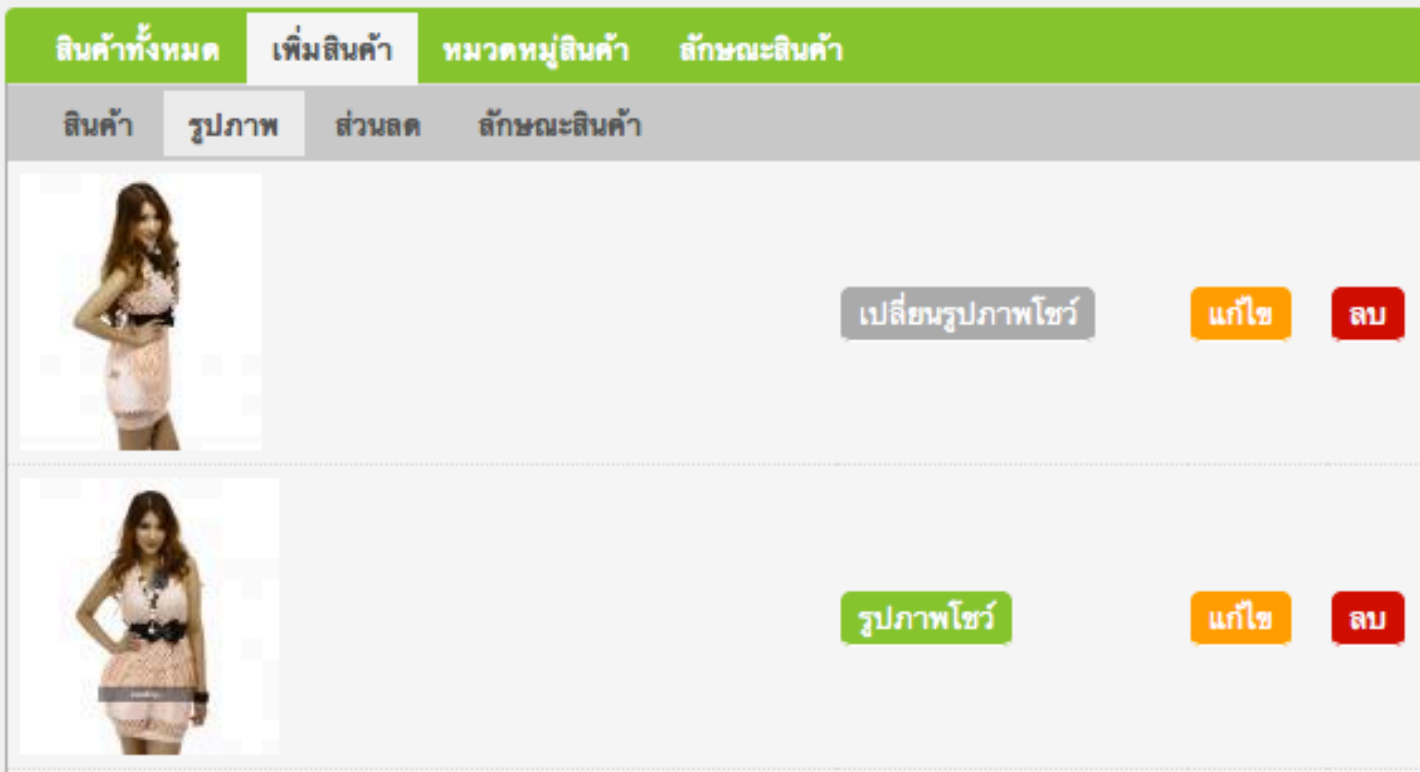 สินค้าทั้งหมด เพิ่มสินค้า หมวดหมู่สินค้า ลักษณะสินค้า
สินค้า รูปภาพ ส่วนลด ลักษณะสินค้า
เปลี่ยนรูปภาพโชว์ แก้ไข ลบ
รูปภาพโชว์ แก้ไข ลบ